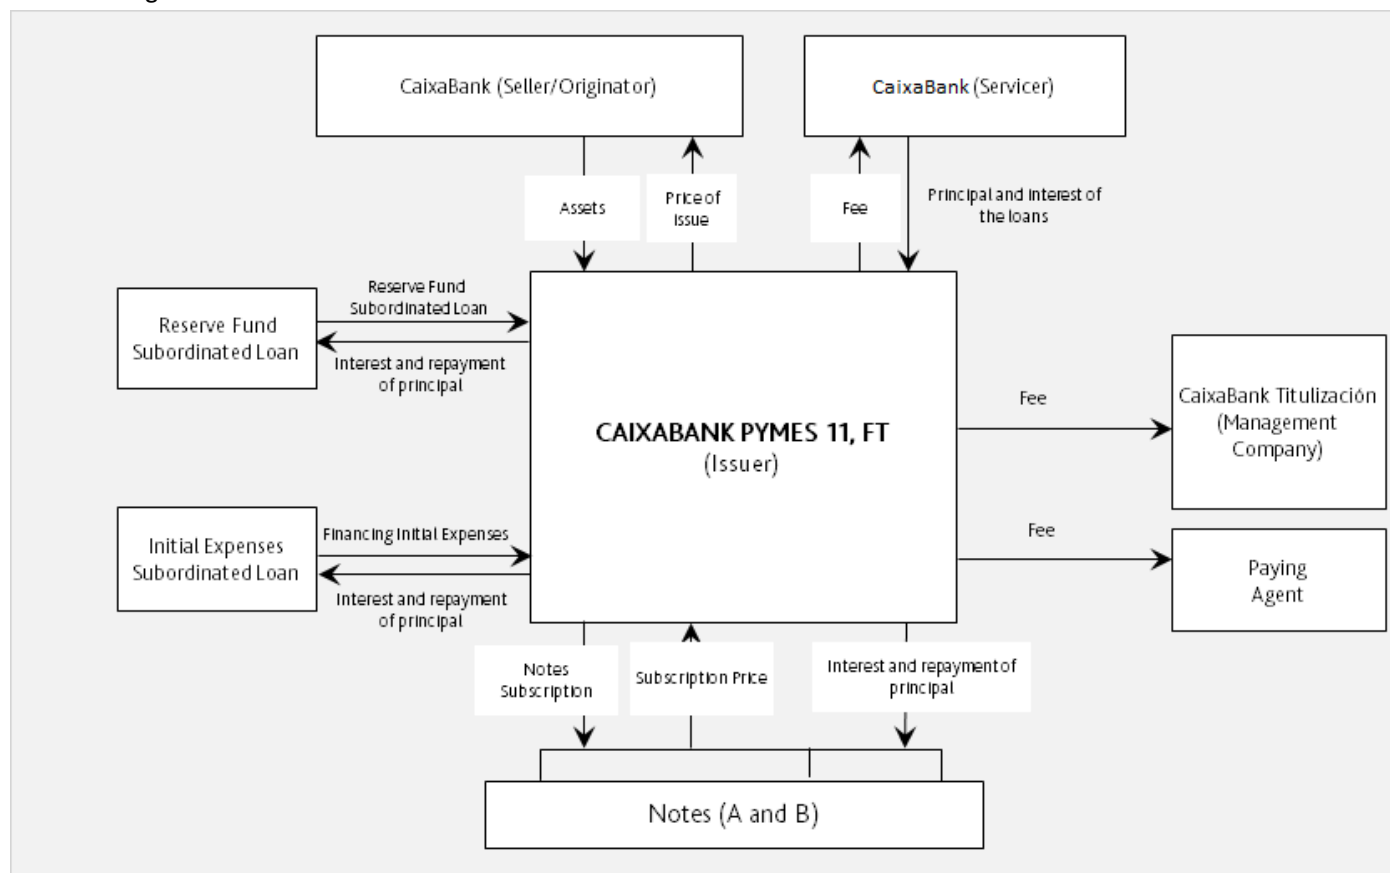 CaixaBank (Seller/Originator)
CaixaBank (Servicer)
Assets
Price of
issue
Fee
Principal and interest of
the loans
Reserve Fund
Subordinated Loan
Reserve Fund
Subordinated Loan
Interest and repayment
of principal
CAIXABANK PYMES 11, FT
(Issuer)
Fee
CaixaBank Titulización
(Management
Company)
Initial Expenses
Subordinated Loan
Financing Initial Expenses
Interest and repayment
of principal
Fee
Paying
Agent
Notes
Subscription
Subscription Price
Interest and repayment of
principal
Notes (A and B)